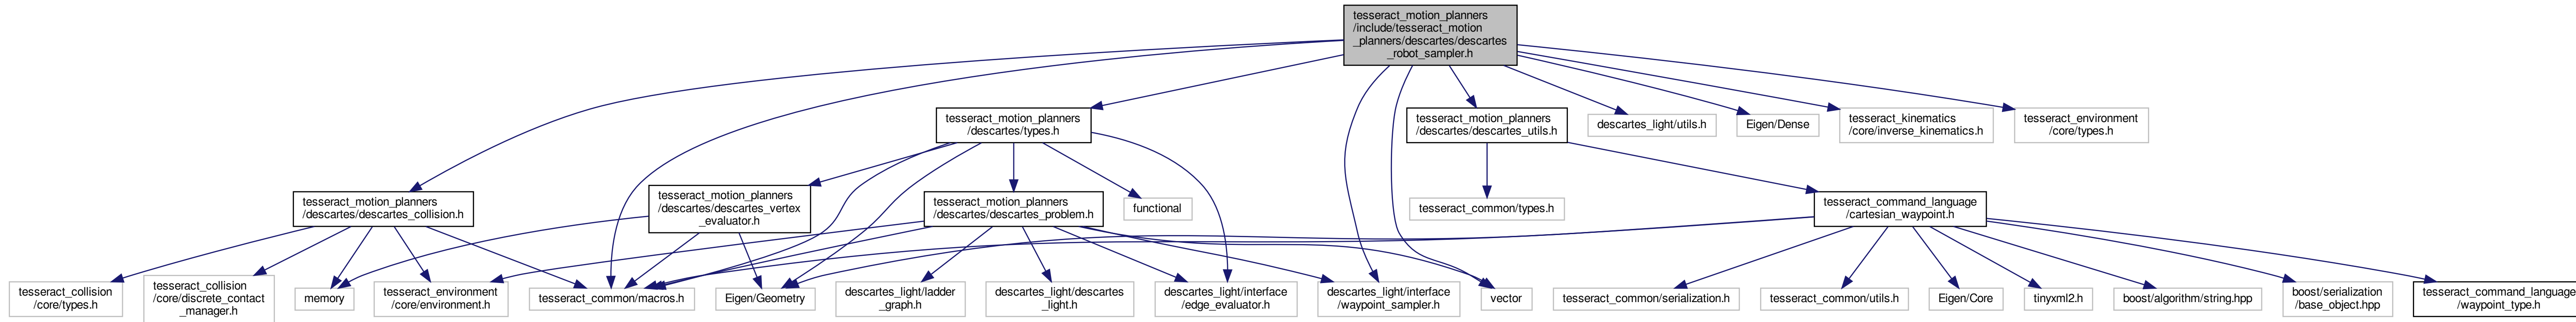 tesseract_motion_planners
/include/tesseract_motion
_planners/descartes/descartes
_robot_sampler.h
tesseract_motion_planners
/descartes/types.h
tesseract_motion_planners
/descartes/descartes_utils.h
descartes_light/utils.h
Eigen/Dense
tesseract_kinematics
/core/inverse_kinematics.h
tesseract_environment
/core/types.h
tesseract_motion_planners
/descartes/descartes_collision.h
tesseract_motion_planners
/descartes/descartes_vertex
_evaluator.h
tesseract_motion_planners
/descartes/descartes_problem.h
functional
tesseract_common/types.h
tesseract_command_language
/cartesian_waypoint.h
tesseract_collision
/core/types.h
tesseract_collision
/core/discrete_contact
_manager.h
memory
tesseract_environment
/core/environment.h
tesseract_common/macros.h
Eigen/Geometry
descartes_light/ladder
_graph.h
descartes_light/descartes
_light.h
descartes_light/interface
/edge_evaluator.h
descartes_light/interface
/waypoint_sampler.h
vector
tesseract_common/serialization.h
tesseract_common/utils.h
Eigen/Core
tinyxml2.h
boost/algorithm/string.hpp
boost/serialization
/base_object.hpp
tesseract_command_language
/waypoint_type.h